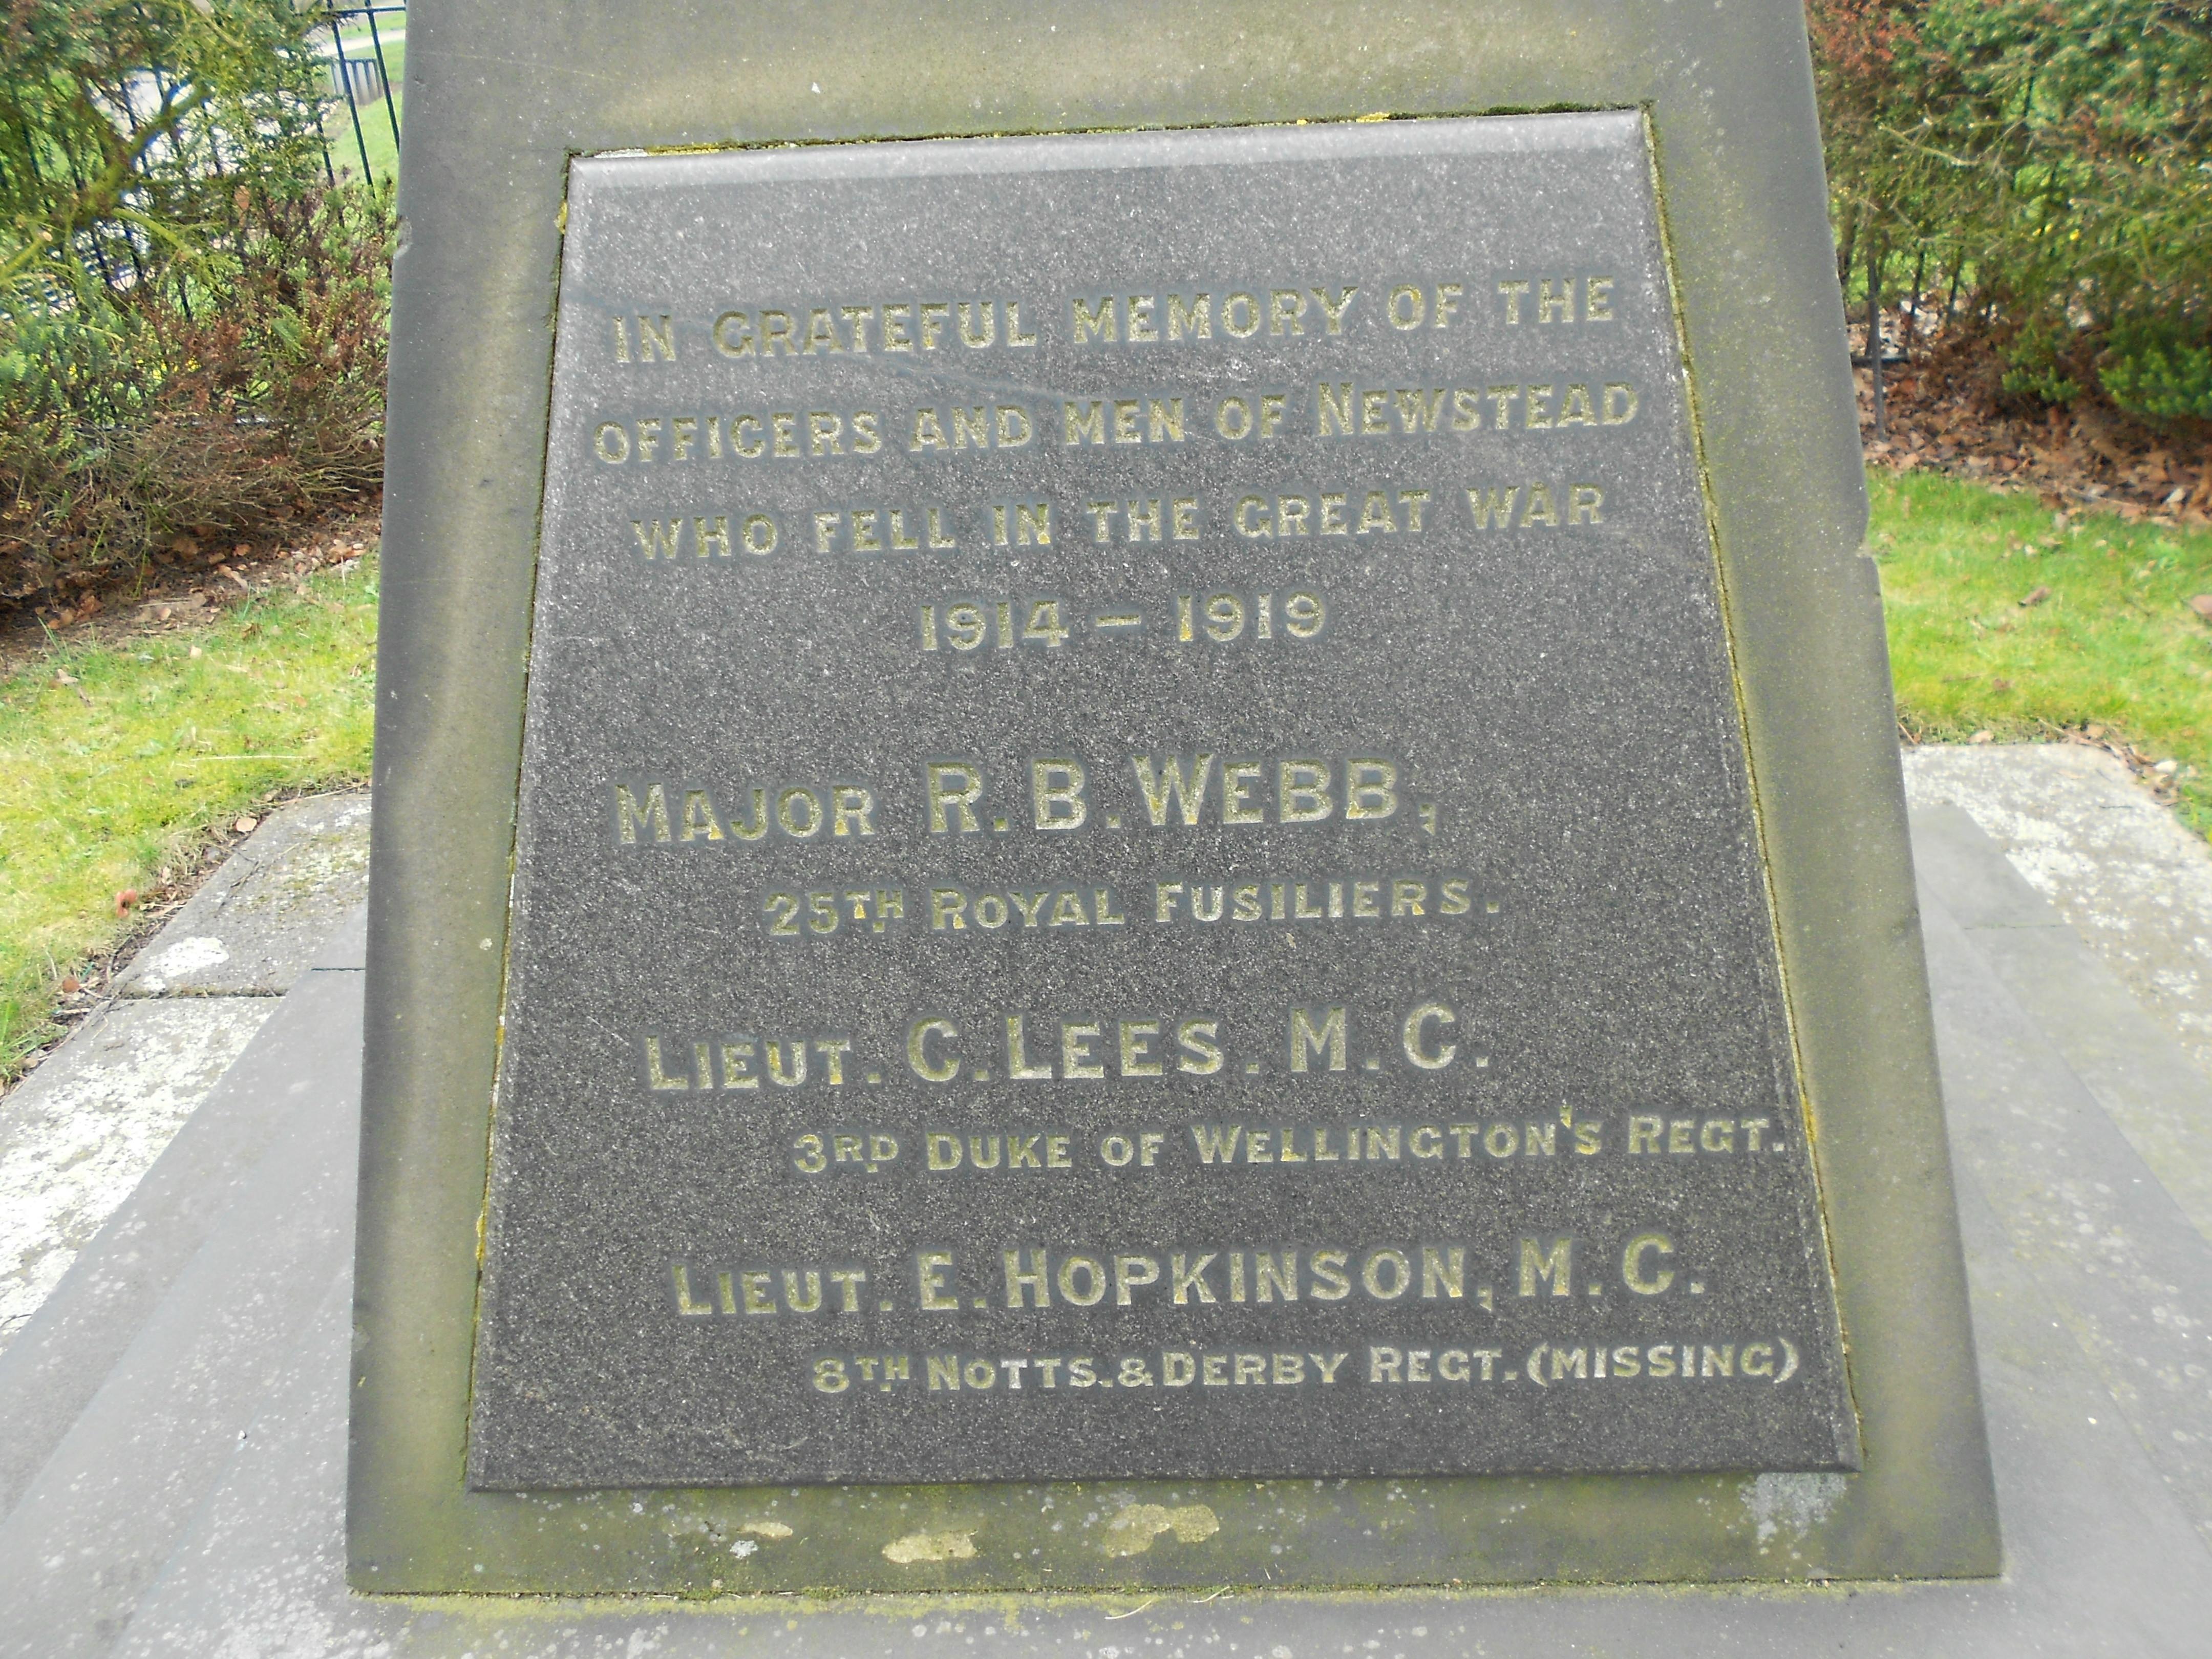 IN GRATEFUL MEMORY OF THE
OFFICERS AND MEN OF NEWSTEAD
WHO FELL IN THE GREAT WAR
1914 – 1919
MAJOR R. B. WEBB,
25TH ROYAL FUSILIERS.
LIEUT. C. LEES. M. C.
3RD DUKE OF WELLINGTON'S REGT.
LIEUT. E. HOPKINSON, M. C.
8TH NOTTS. & DERBY REGT. (MISSING)